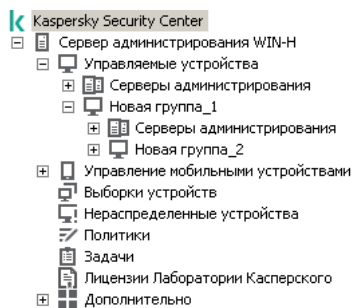 Kaspersky Security Center
Сервер администрирования WIN-H
Управляемые устройства
Серверы администрирования
Новая группа_1
Серверы администрирования
Новая группа_2
Управление мобильными устройствами
Выборки устройств
Нераспределенные устройства
Политики
Задачи
Лицензии Лаборатории Касперского
Дополнительно